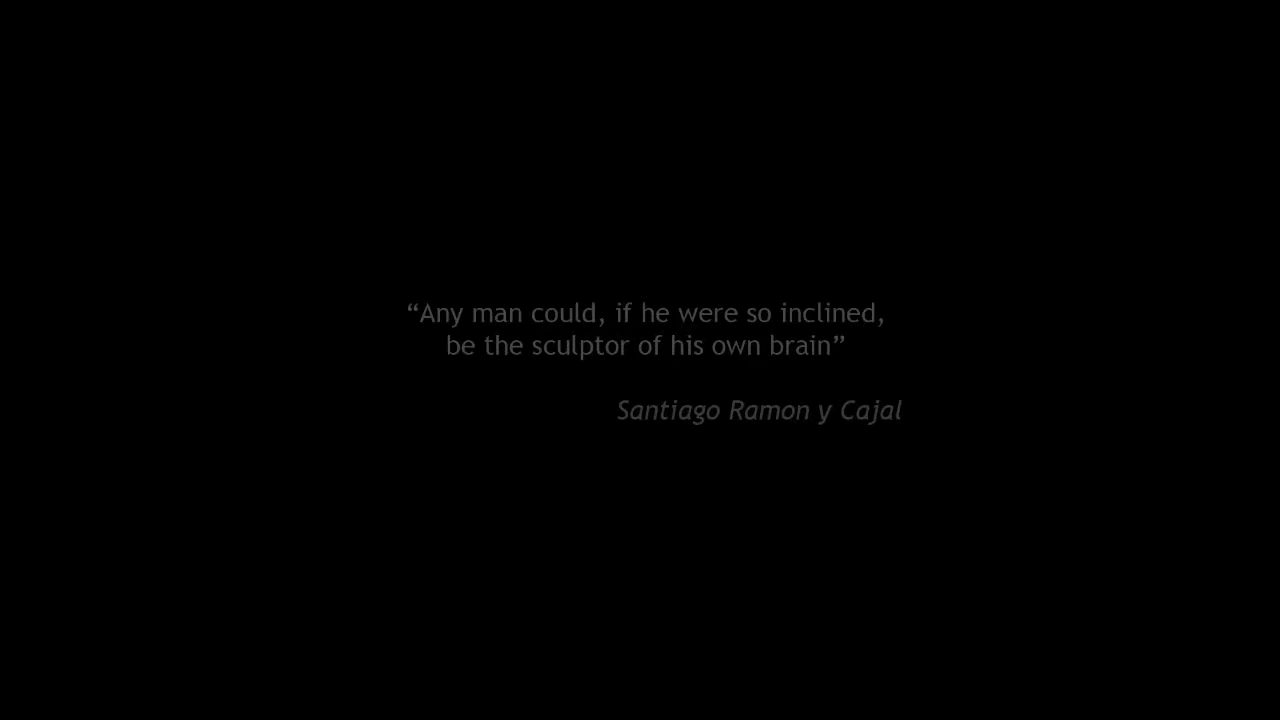 “Any man could, if he were so inclined,
be the sculptor of his own brain”
Santiago Ramon y Cajal